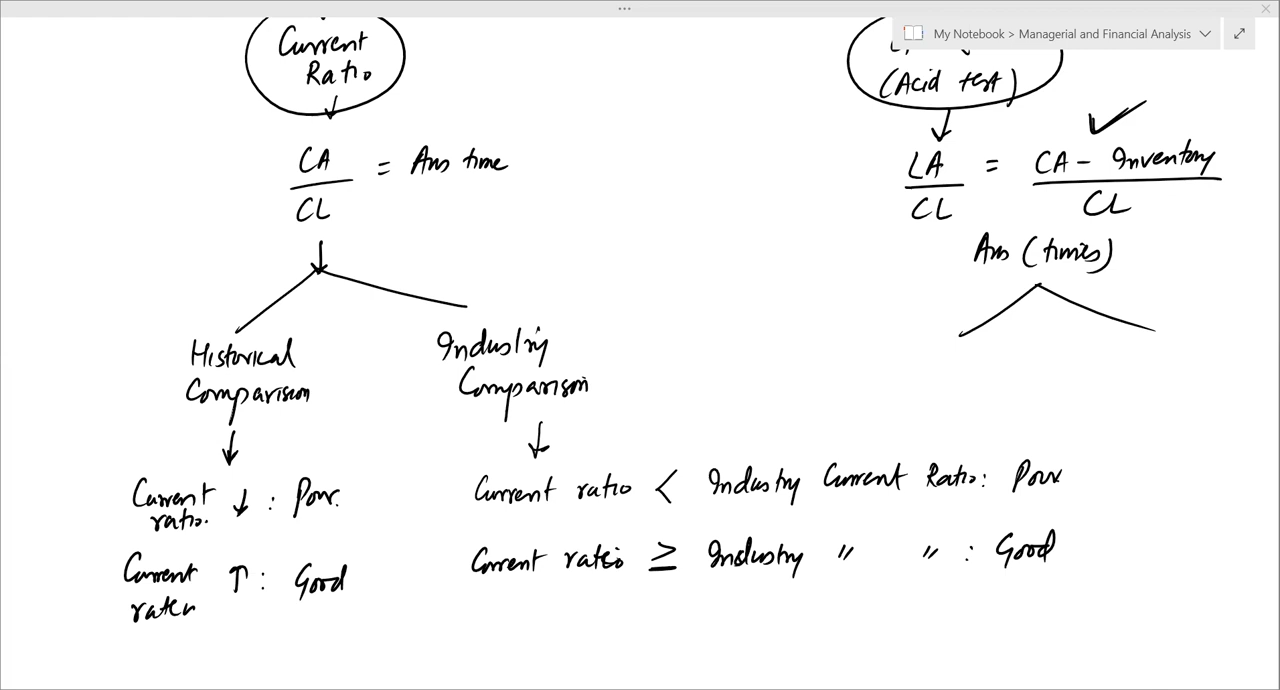 My Notebook > Managerial and Financial Analysis
Current
Ratio
CA = Ans time
CL
Historical
Comparison
Industry
Comparison
Current ratio ↓ : Poor
Current ↑ : Good
Current ratio < Industry Current Ratio : Poor
Current ratio ≥ Industry " " : Good
(Acid test)
LA = CA - Inventory
CL CL
Ans (times)